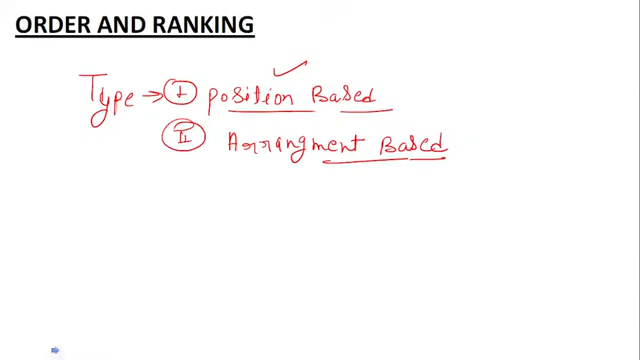 ORDER AND RANKING
Type → I Position Based
II Arrangment Based